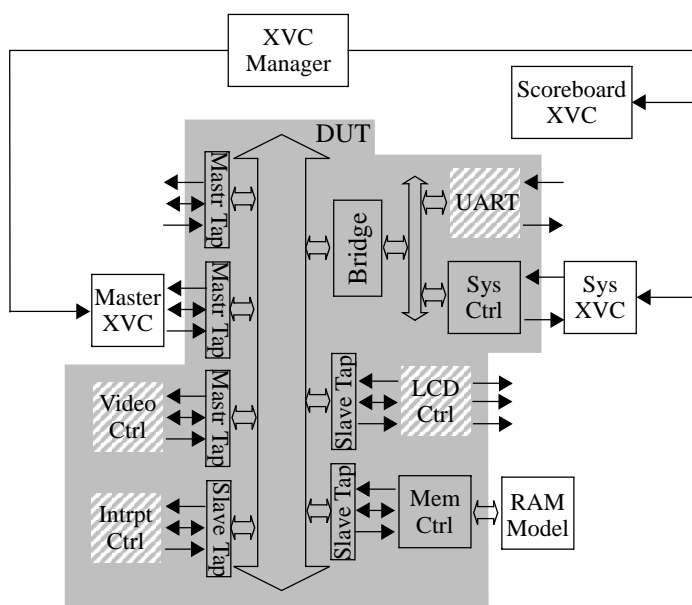 XVC
Manager
Scoreboard
XVC
DUT
Mastr Tap
UART
Bridge
Master
XVC
Mastr Tap
Sys
Ctrl
Sys
XVC
Video
Ctrl
Mastr Tap
Slave Tap
LCD
Ctrl
Intrpt
Ctrl
Slave Tap
Slave Tap
Mem
Ctrl
RAM
Model